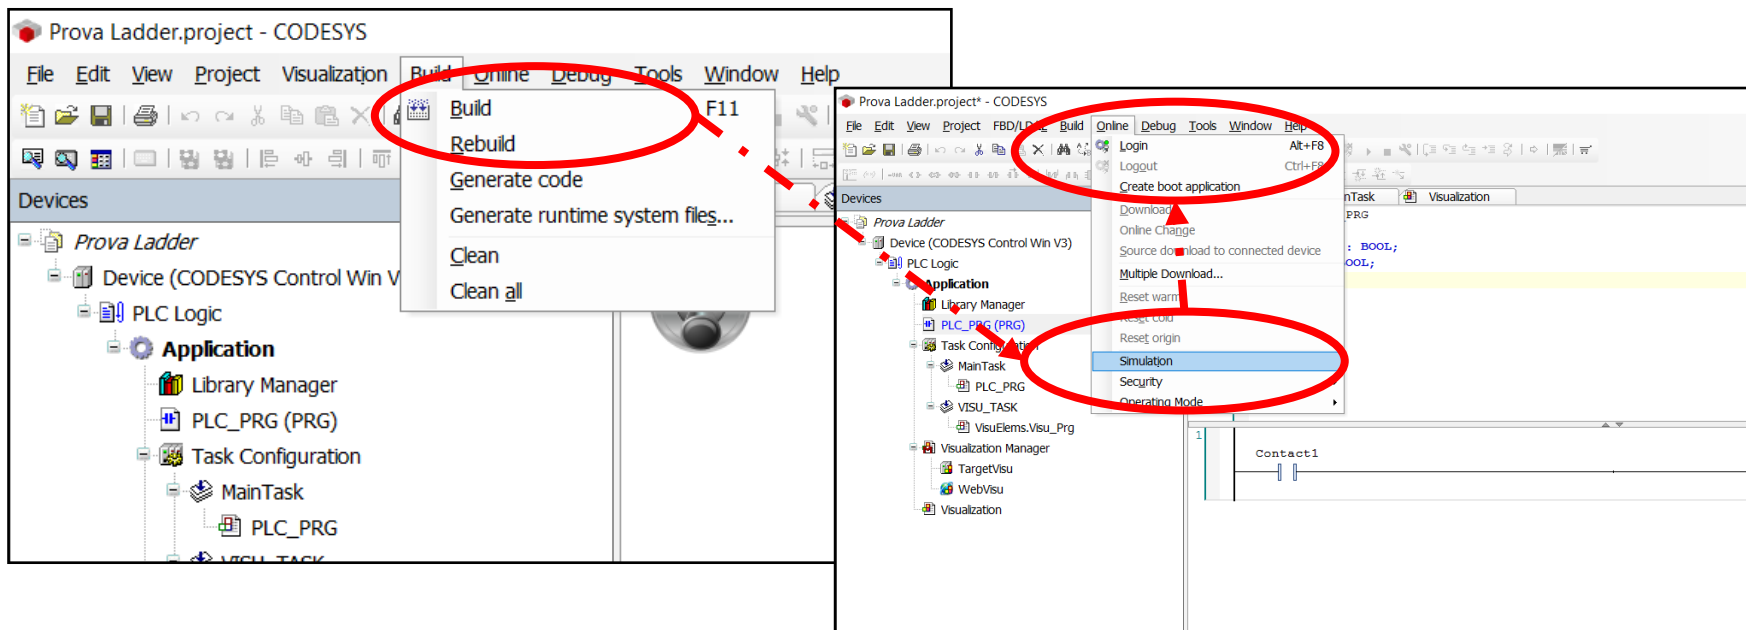 Prova Ladder.project - CODESYS
File Edit View Project Visualization Build Online Debug Tools Window Help
Build F11
Rebuild
Generate code
Generate runtime system files...
Clean
Clean all
Devices
Prova Ladder
Device (CODESYS Control Win V
PLC Logic
Application
Library Manager
PLC_PRG (PRG)
Task Configuration
MainTask
PLC_PRG
VISU_TASK
Prova Ladder.project* - CODESYS
File Edit View Project FBD/LD/IL Build Online Debug Tools Window Help
Login Alt+F8
Logout Ctrl+F8
Create boot application
Download
Online Change
Source download to connected device
Multiple Download...
Reset warm
Reset cold
Reset origin
Simulation
Security
Operating Mode
Devices
Prova Ladder
Device (CODESYS Control Win V3)
PLC Logic
Application
Library Manager
PLC_PRG (PRG)
Task Configuration
MainTask
PLC_PRG
VISU_TASK
VisuElems.Visu_Prg
Visualization Manager
TargetVisu
WebVisu
Visualization
nTask Visualization
PRG
: BOOL;
OOL;
1
Contact1